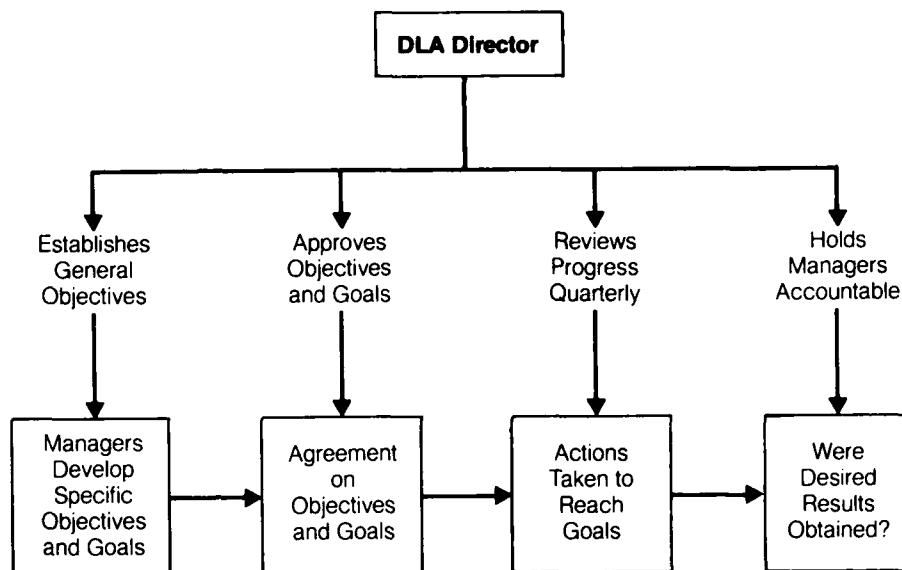 DLA Director
Establishes
General
Objectives
Approves
Objectives
and Goals
Reviews
Progress
Quarterly
Holds
Managers
Accountable
Managers
Develop
Specific
Objectives
and Goals
Agreement
on
Objectives
and Goals
Actions
Taken to
Reach
Goals
Were
Desired
Results
Obtained?